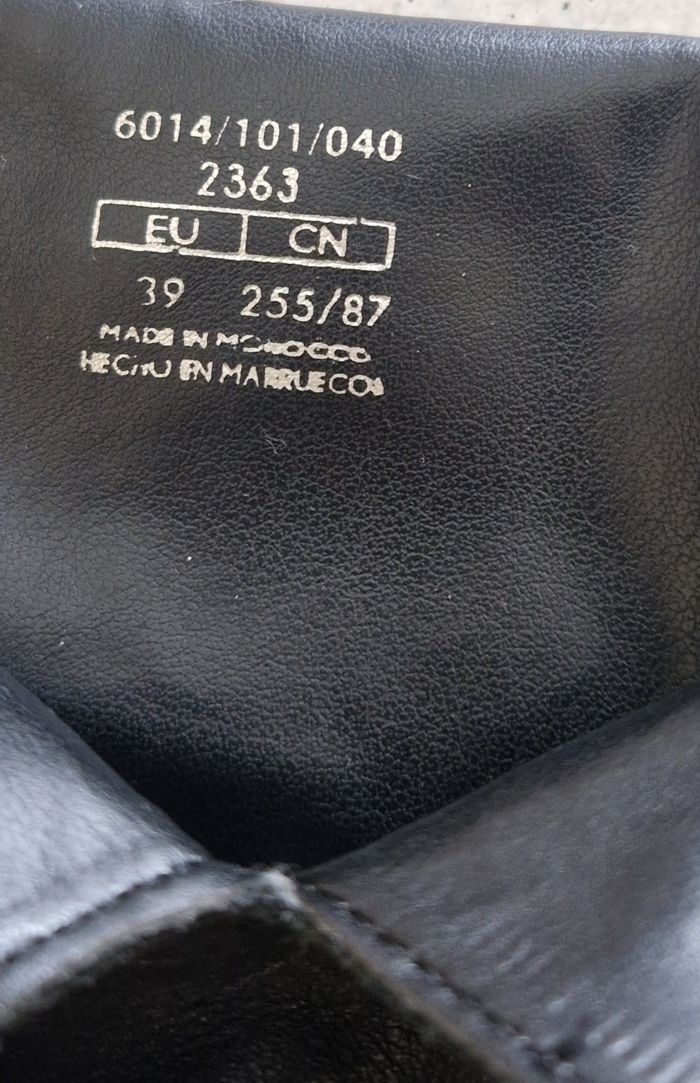 6014/101/040
2363
EU CN
39 255/87
MADE IN MOROCCO
HECHO EN MARRUECOS